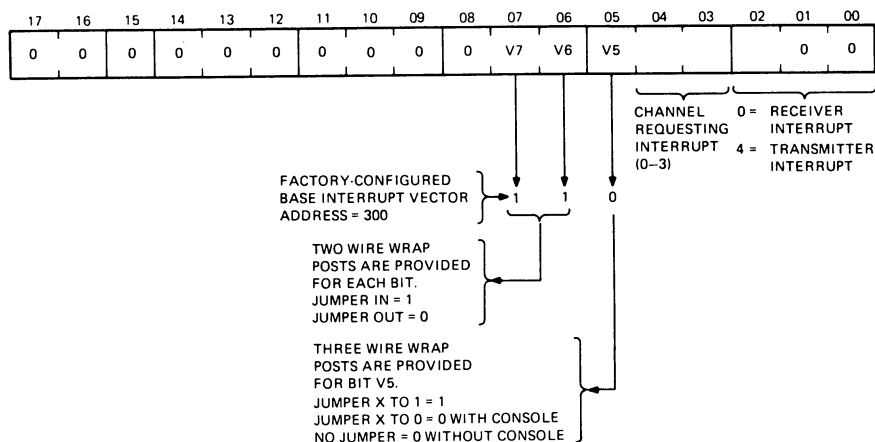 17 16 15 14 13 12 11 10 09 08 07 06 05 04 03 02 01 00
0 0 0 0 0 0 0 0 0 0 V7 V6 V5 0 0
CHANNEL
REQUESTING
INTERRUPT
(0–3)
0 = RECEIVER
INTERRUPT
4 = TRANSMITTER
INTERRUPT
FACTORY-CONFIGURED
BASE INTERRUPT VECTOR
ADDRESS = 300
1 1 0
TWO WIRE WRAP
POSTS ARE PROVIDED
FOR EACH BIT.
JUMPER IN = 1
JUMPER OUT = 0
THREE WIRE WRAP
POSTS ARE PROVIDED
FOR BIT V5.
JUMPER X TO 1 = 1
JUMPER X TO 0 = 0 WITH CONSOLE
NO JUMPER = 0 WITHOUT CONSOLE